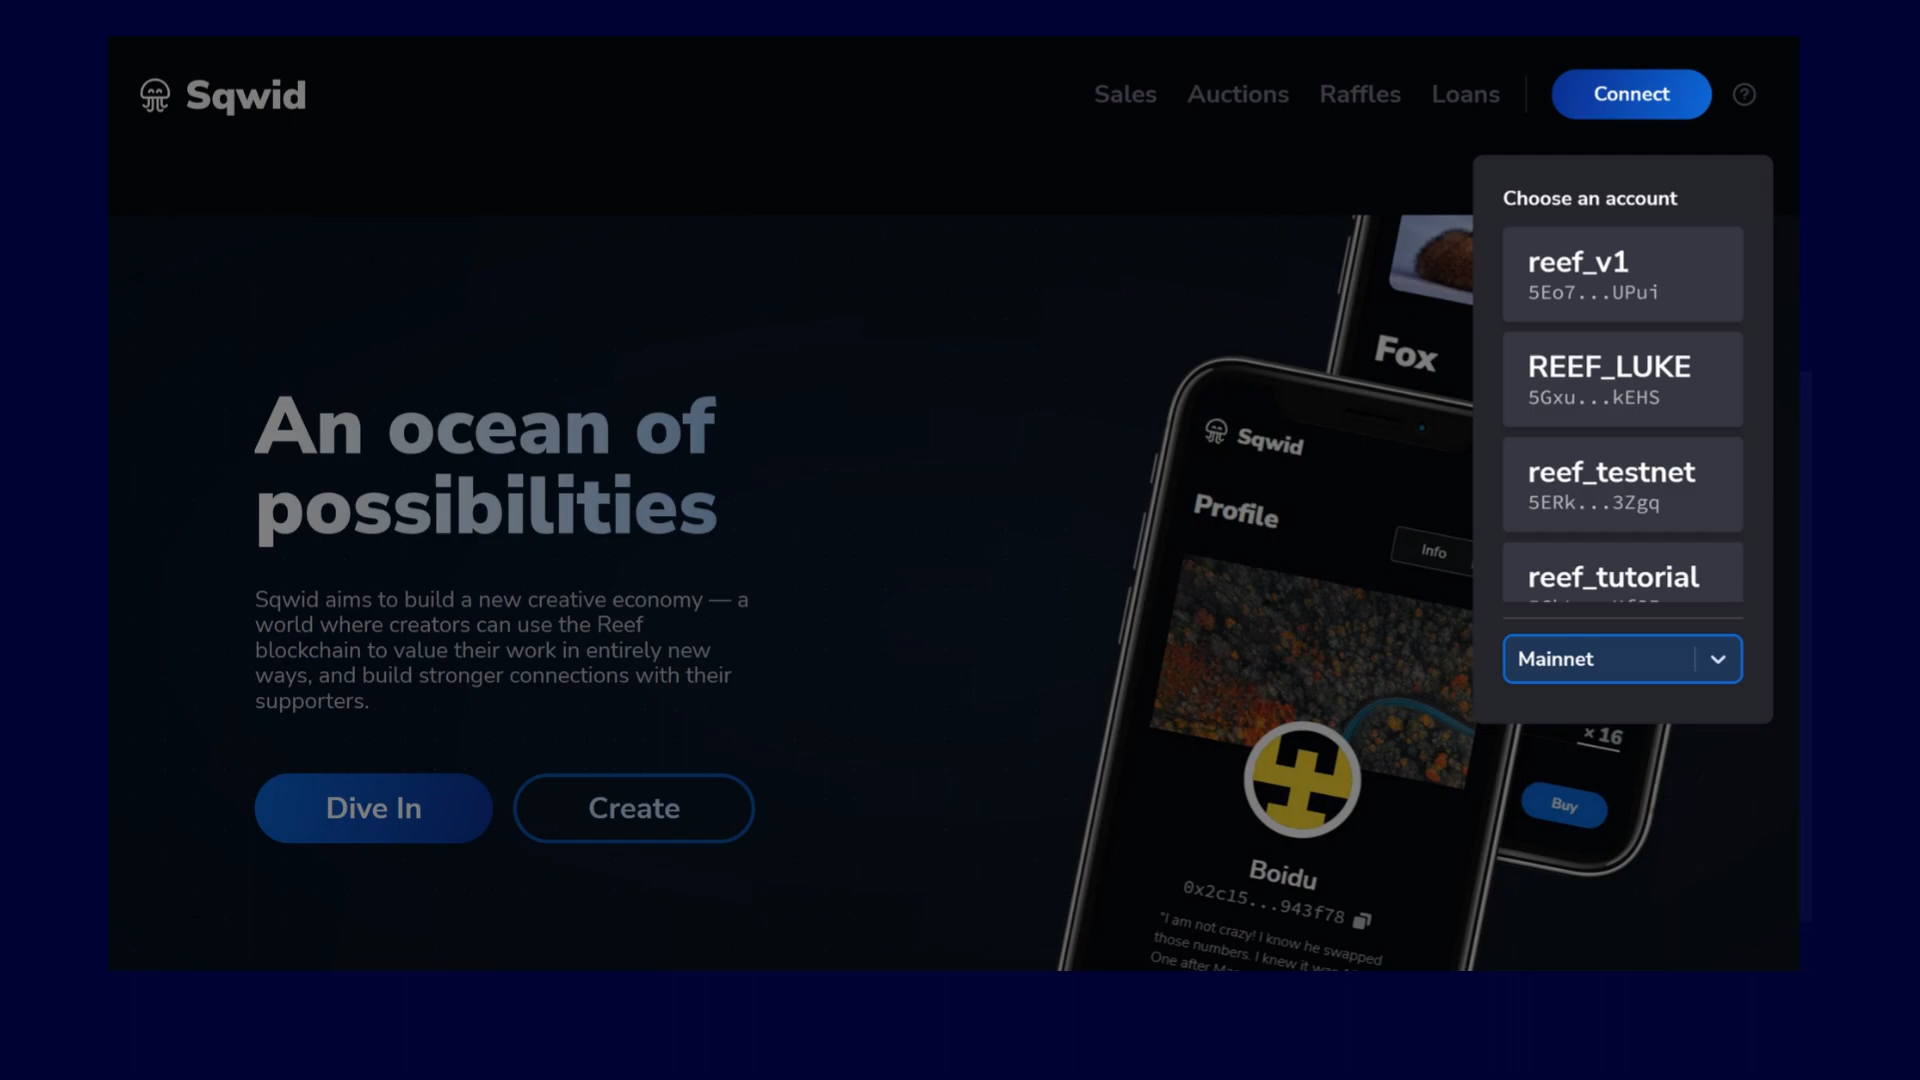 Sqwid
Sales Auctions Raffles Loans Connect
Choose an account
reef_v1
5Eo7...UPui
REEF_LUKE
5Gxu...kEHS
reef_testnet
5ERk...3Zgq
reef_tutorial
Mainnet
An ocean of
possibilities
Sqwid aims to build a new creative economy — a
world where creators can use the Reef
blockchain to value their work in entirely new
ways, and build stronger connections with their
supporters.
Dive In Create
Fox
Sqwid
Profile
Info
Boidu
0x2c15...943f78
"I am not crazy! I know he swapped
those numbers. I knew it
One after
× 16
Buy